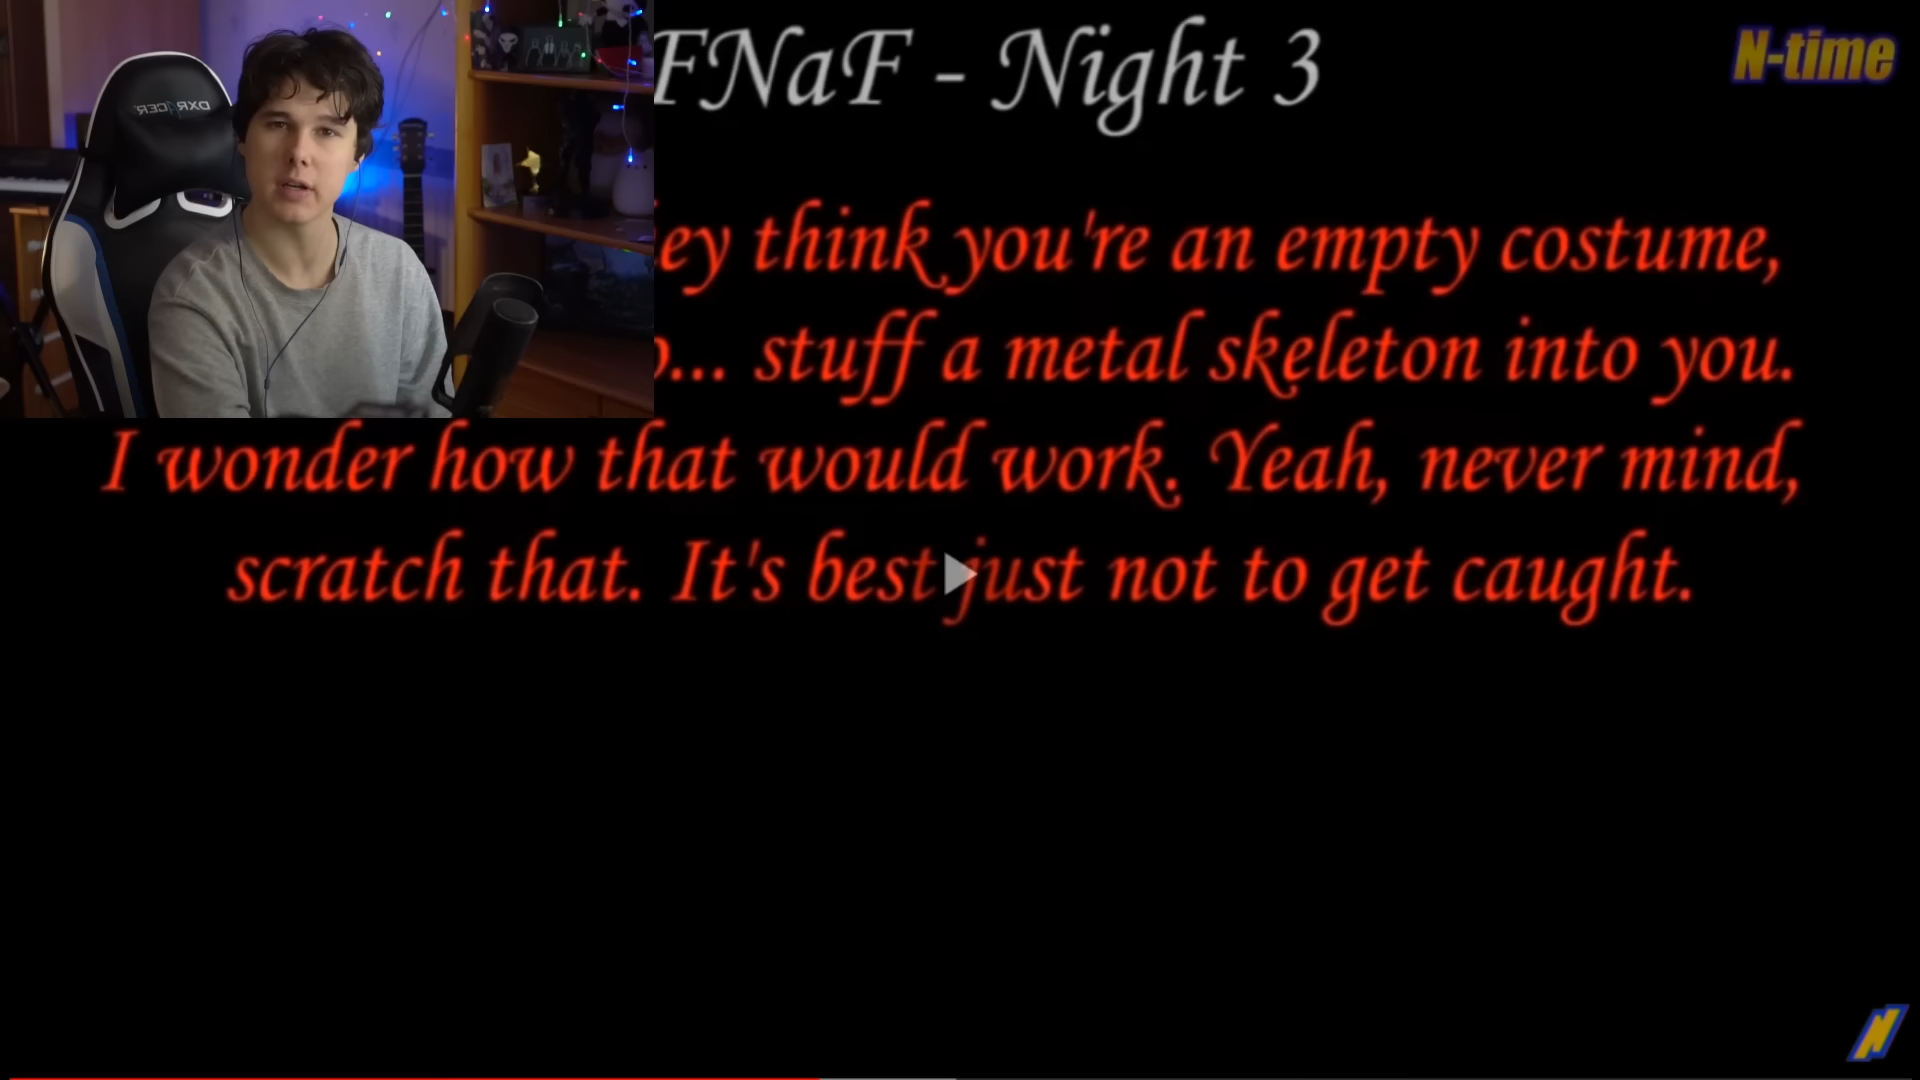 FNaF - Night 3
N-time
DXRACER
think you're an empty costume,
... stuff a metal skeleton into you.
I wonder how that would work. Yeah, never mind,
scratch that. It's best just not to get caught.
N